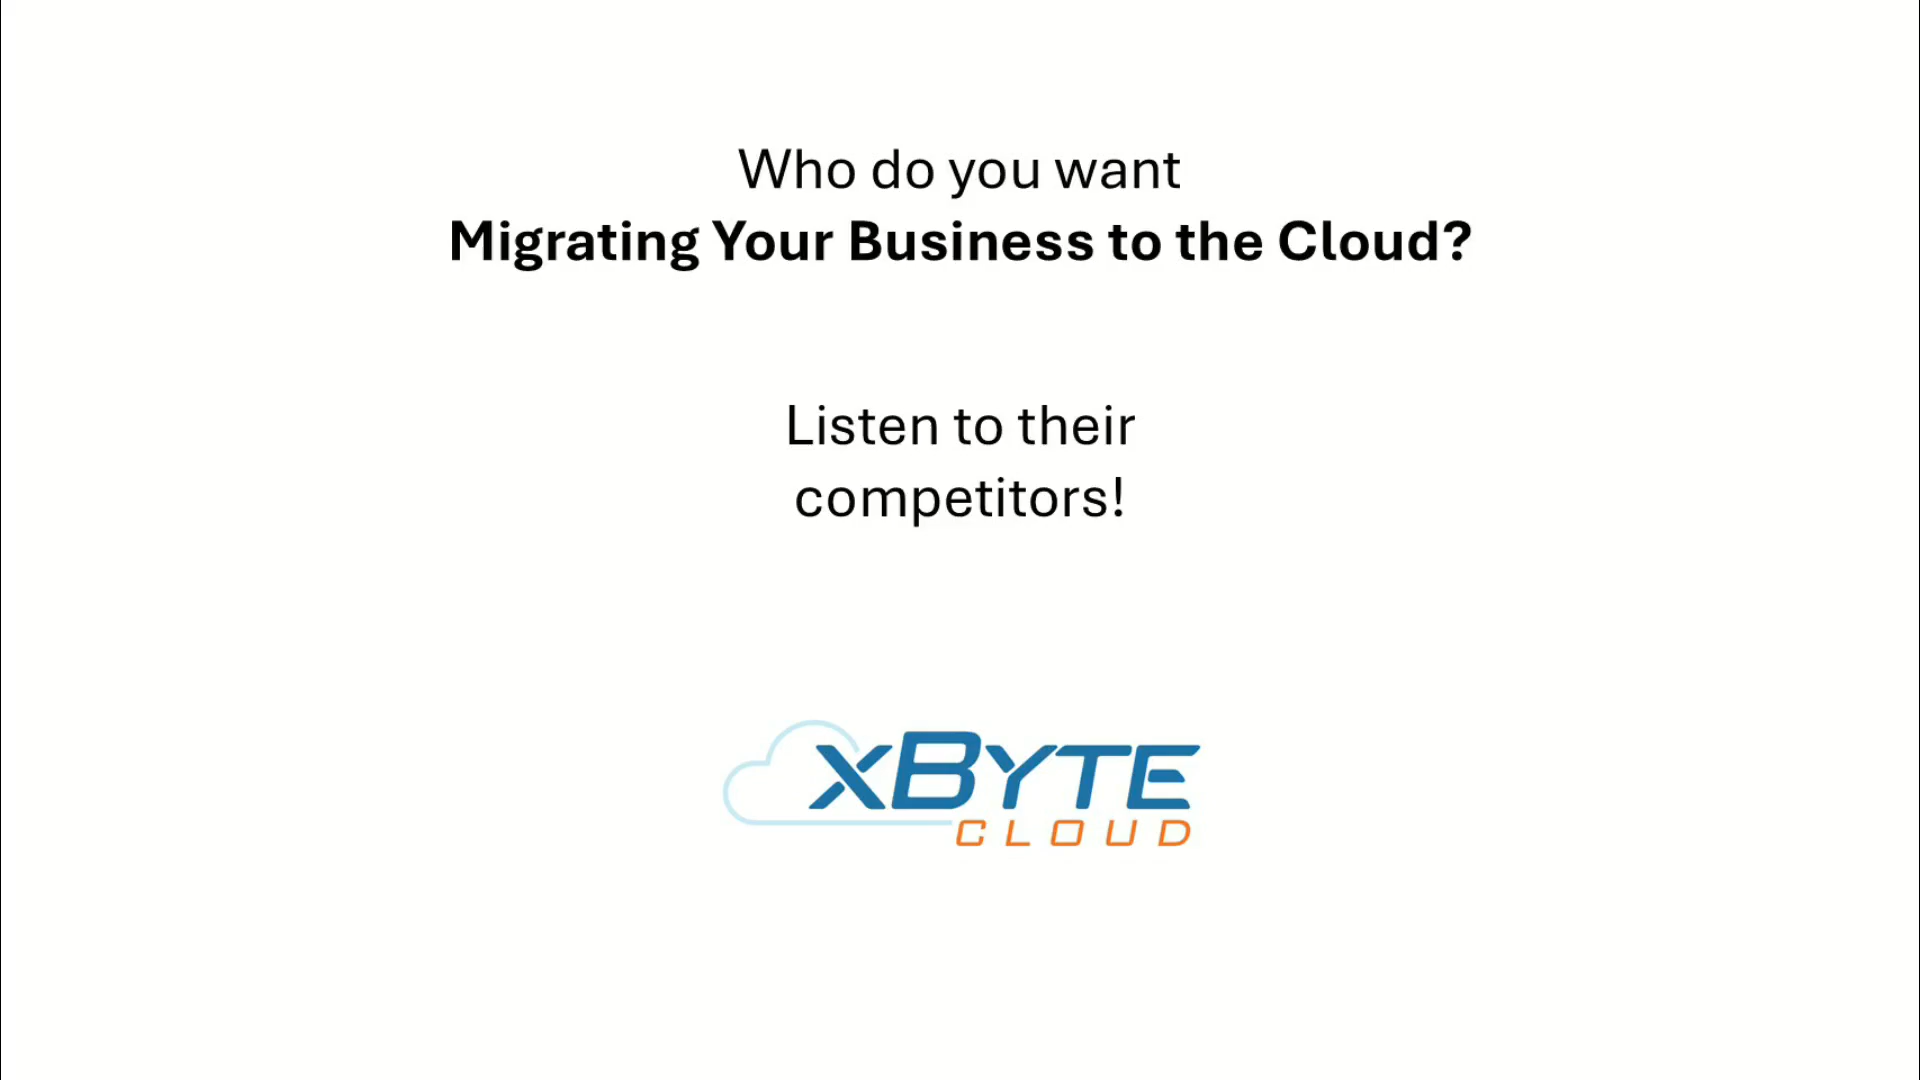 Who do you want
Migrating Your Business to the Cloud?
Listen to their
competitors!
xByte
CLOUD